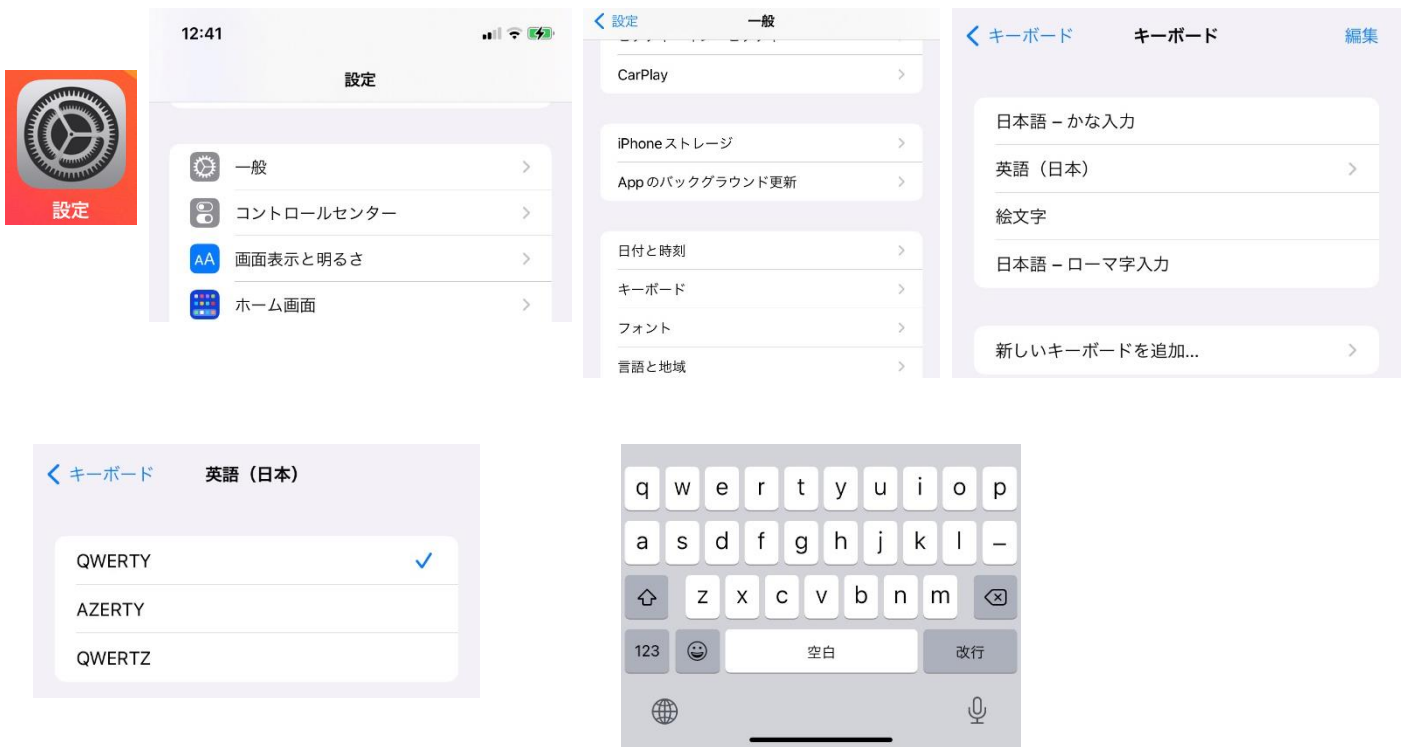 設定
12:41
設定
一般
コントロールセンター
AA 画面表示と明るさ
ホーム画面
設定 一般
CarPlay
iPhoneストレージ
Appのバックグラウンド更新
日付と時刻
キーボード
フォント
言語と地域
キーボード キーボード 編集
日本語 – かな入力
英語（日本）
絵文字
日本語 – ローマ字入力
新しいキーボードを追加...
キーボード 英語（日本）
QWERTY
AZERTY
QWERTZ
q w e r t y u i o p
a s d f g h j k l –
z x c v b n m
123 空白 改行